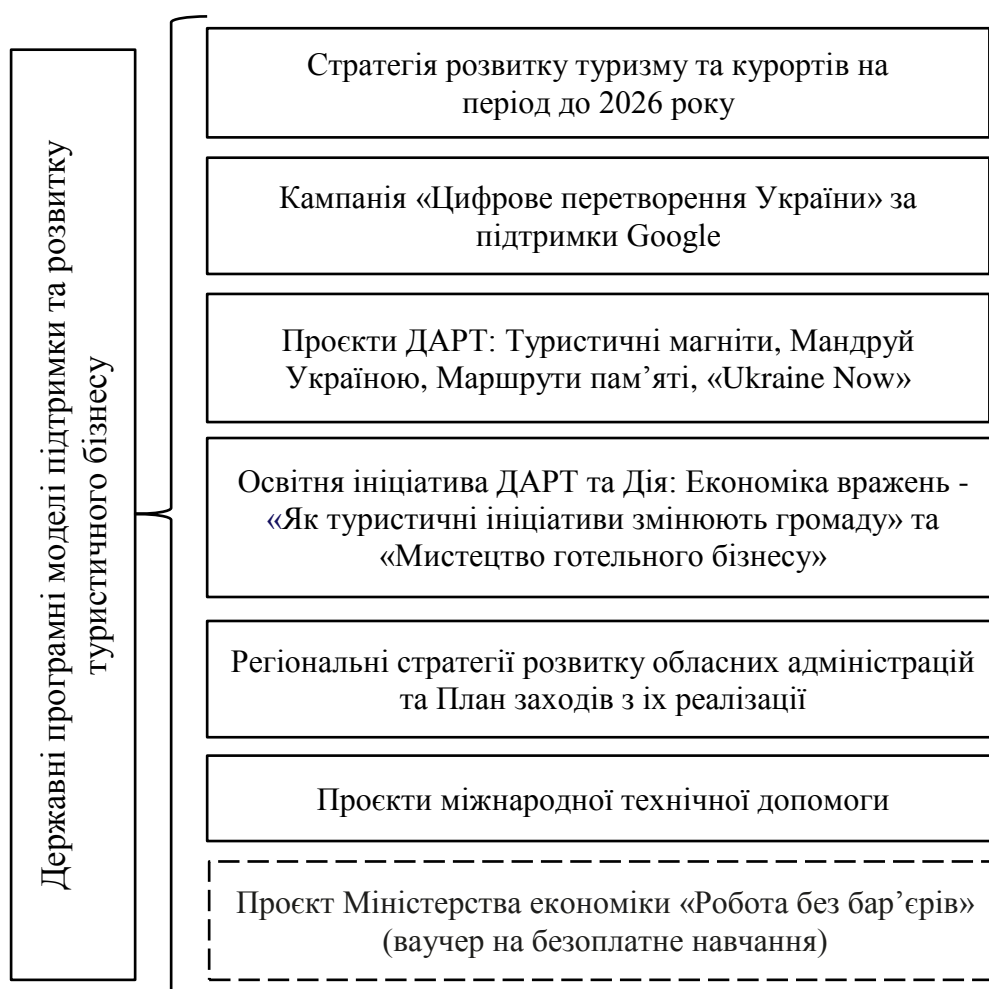 Державні програмні моделі підтримки та розвитку
туристичного бізнесу
Стратегія розвитку туризму та курортів на
період до 2026 року
Кампанія «Цифрове перетворення України» за
підтримки Google
Проєкти ДАРТ: Туристичні магніти, Мандруй
Україною, Маршрути пам’яті, «Ukraine Now»
Освітня ініціатива ДАРТ та Дія: Економіка вражень -
«Як туристичні ініціативи змінюють громаду» та
«Мистецтво готельного бізнесу»
Регіональні стратегії розвитку обласних адміністрацій
та План заходів з їх реалізації
Проєкти міжнародної технічної допомоги
Проєкт Міністерства економіки «Робота без бар’єрів»
(ваучер на безоплатне навчання)